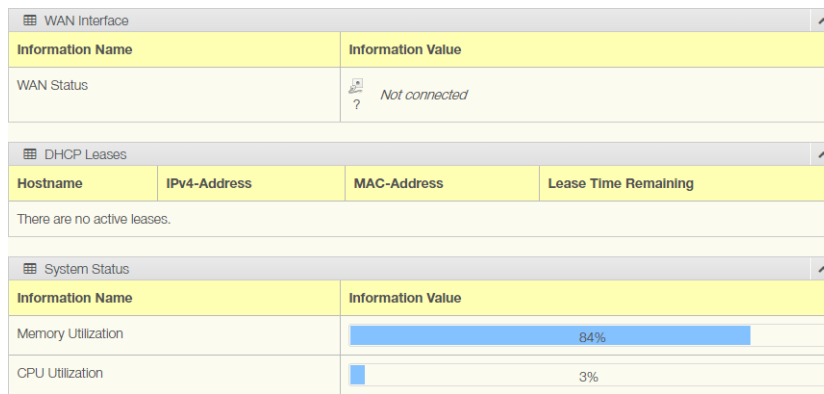 WAN Interface
Information Name Information Value
WAN Status
? Not connected
DHCP Leases
Hostname IPv4-Address MAC-Address Lease Time Remaining
There are no active leases.
System Status
Information Name Information Value
Memory Utilization 84%
CPU Utilization 3%